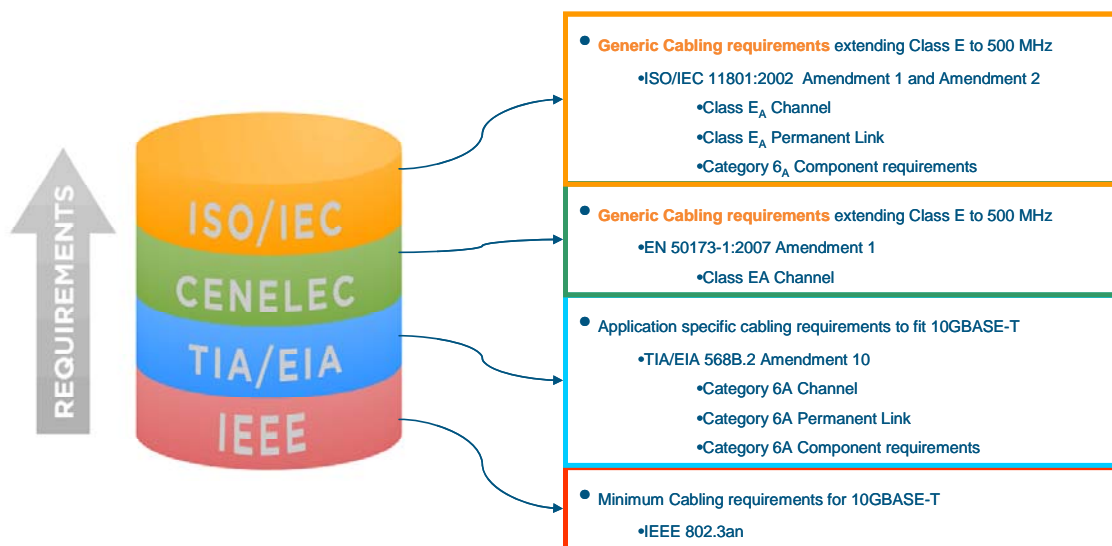 REQUIREMENTS
ISO/IEC
CENELEC
TIA/EIA
IEEE
• Generic Cabling requirements extending Class E to 500 MHz
•ISO/IEC 11801:2002 Amendment 1 and Amendment 2
•Class EA Channel
•Class EA Permanent Link
•Category 6A Component requirements
• Generic Cabling requirements extending Class E to 500 MHz
•EN 50173-1:2007 Amendment 1
•Class EA Channel
• Application specific cabling requirements to fit 10GBASE-T
•TIA/EIA 568B.2 Amendment 10
•Category 6A Channel
•Category 6A Permanent Link
•Category 6A Component requirements
• Minimum Cabling requirements for 10GBASE-T
•IEEE 802.3an